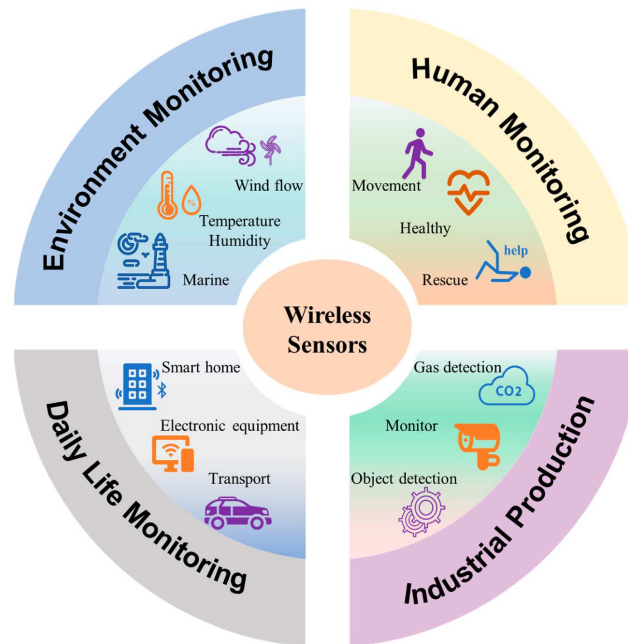 Environment Monitoring
Wind flow
%
Temperature
Humidity
Marine
Human Monitoring
Movement
Healthy
help
Rescue
Wireless
Sensors
Daily Life Monitoring
Smart home
Electronic equipment
Transport
Industrial Production
Gas detection
CO2
Monitor
Object detection